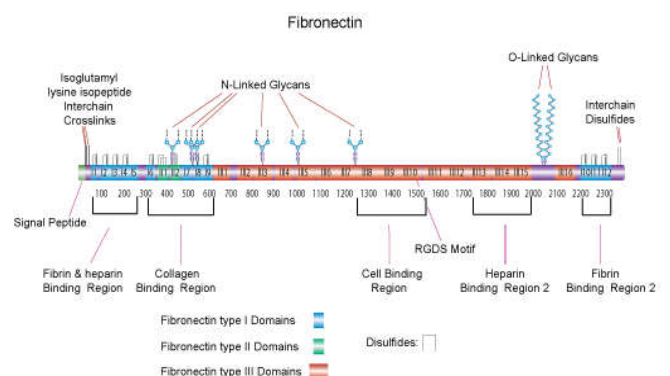 Fibronectin
O-Linked Glycans
Isoglutamyl
lysine isopeptide
Interchain
Crosslinks
N-Linked Glycans
Interchain
Disulfides
100 200 300 400 500 600 700 800 900 1000 1100 1200 1300 1400 1500 1600 1700 1800 1900 2000 2100 2200 2300
Signal Peptide
RGDS Motif
Fibrin & heparin
Binding Region
Collagen
Binding Region
Cell Binding
Region
Heparin
Binding Region 2
Fibrin
Binding Region 2
Fibronectin type I Domains
Fibronectin type II Domains
Disulfides:
Fibronectin type III Domains